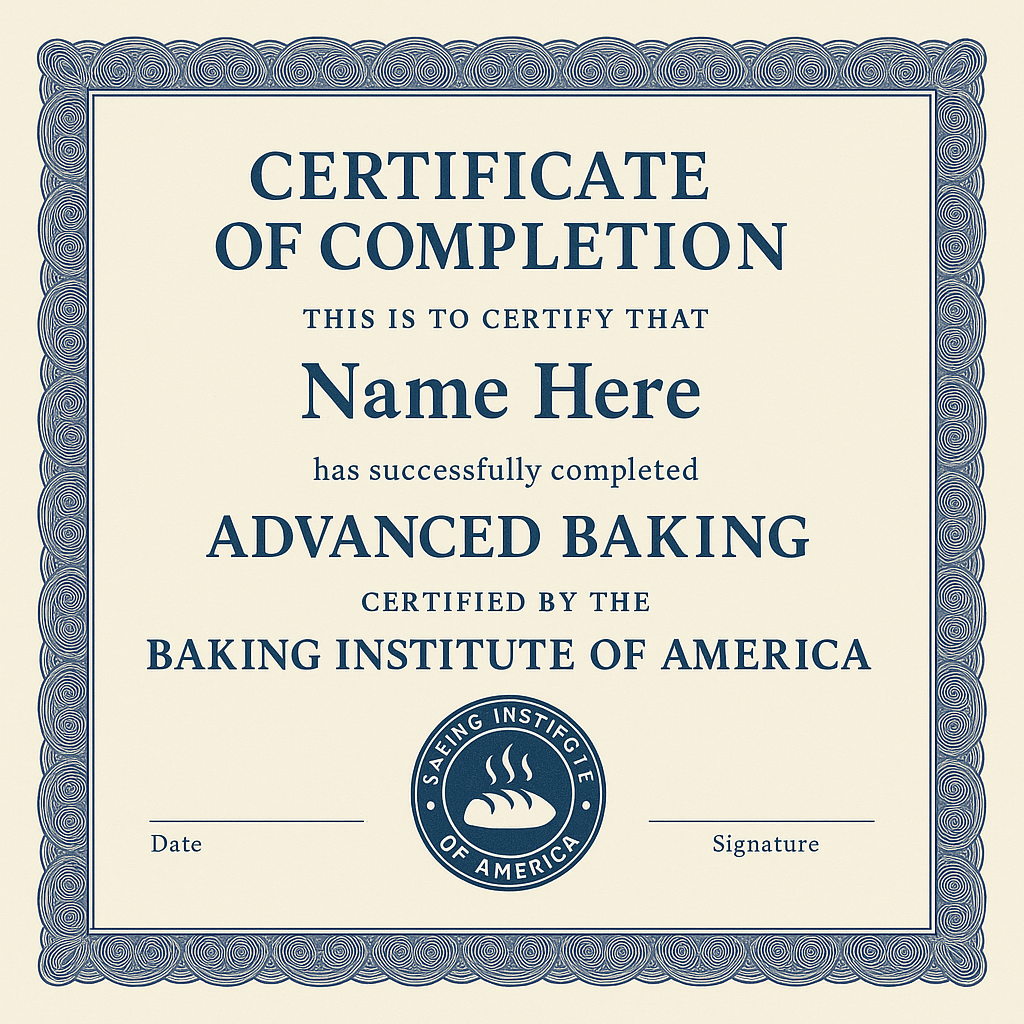 CERTIFICATE
OF COMPLETION
THIS IS TO CERTIFY THAT
Name Here
has successfully completed
ADVANCED BAKING
CERTIFIED BY THE
BAKING INSTITUTE OF AMERICA
SAEING INSTIFGTE
OF AMERICA
Date
Signature